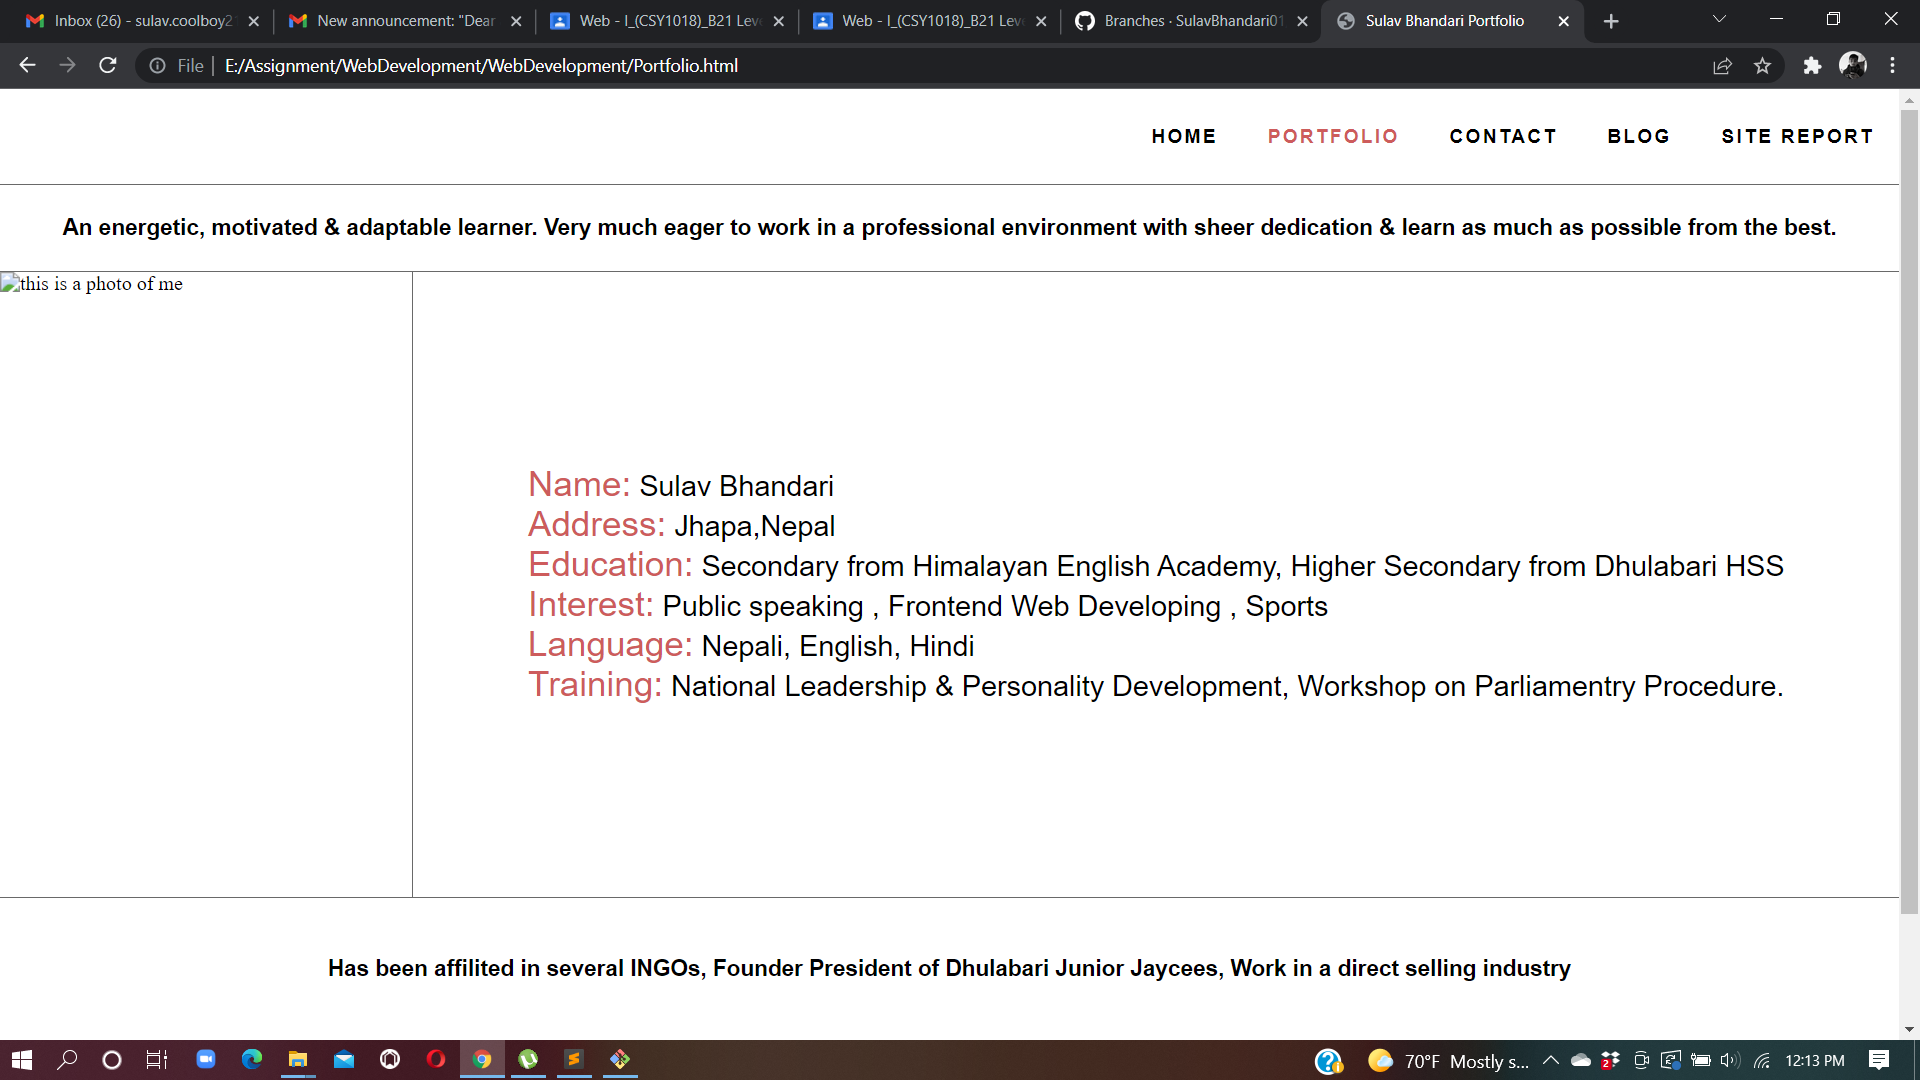 Inbox (26) - sulav.coolboy2
New announcement: "Dear
Web - I_(CSY1018)_B21 Leve
Web - I_(CSY1018)_B21 Leve
Branches · SulavBhandari01
Sulav Bhandari Portfolio
File | E:/Assignment/WebDevelopment/WebDevelopment/Portfolio.html
HOME PORTFOLIO CONTACT BLOG SITE REPORT
An energetic, motivated & adaptable learner. Very much eager to work in a professional environment with sheer dedication & learn as much as possible from the best.
this is a photo of me
Name: Sulav Bhandari
Address: Jhapa,Nepal
Education: Secondary from Himalayan English Academy, Higher Secondary from Dhulabari HSS
Interest: Public speaking , Frontend Web Developing , Sports
Language: Nepali, English, Hindi
Training: National Leadership & Personality Development, Workshop on Parliamentry Procedure.
Has been affilited in several INGOs, Founder President of Dhulabari Junior Jaycees, Work in a direct selling industry
70°F Mostly s... 12:13 PM